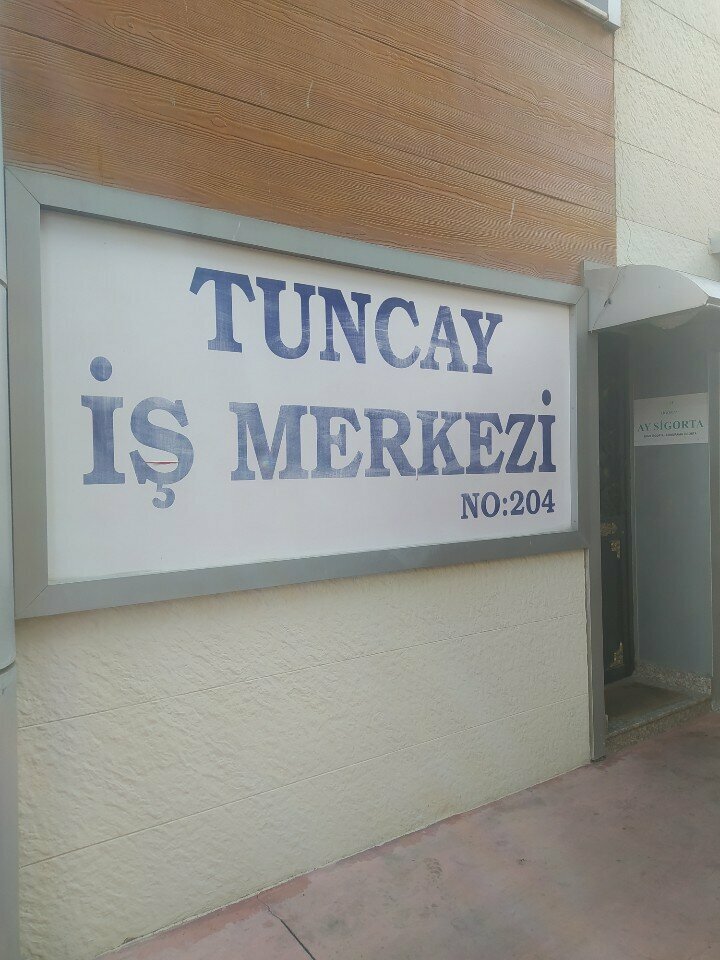 TUNCAY
İŞ MERKEZİ
NO:204
AY SİGORTA